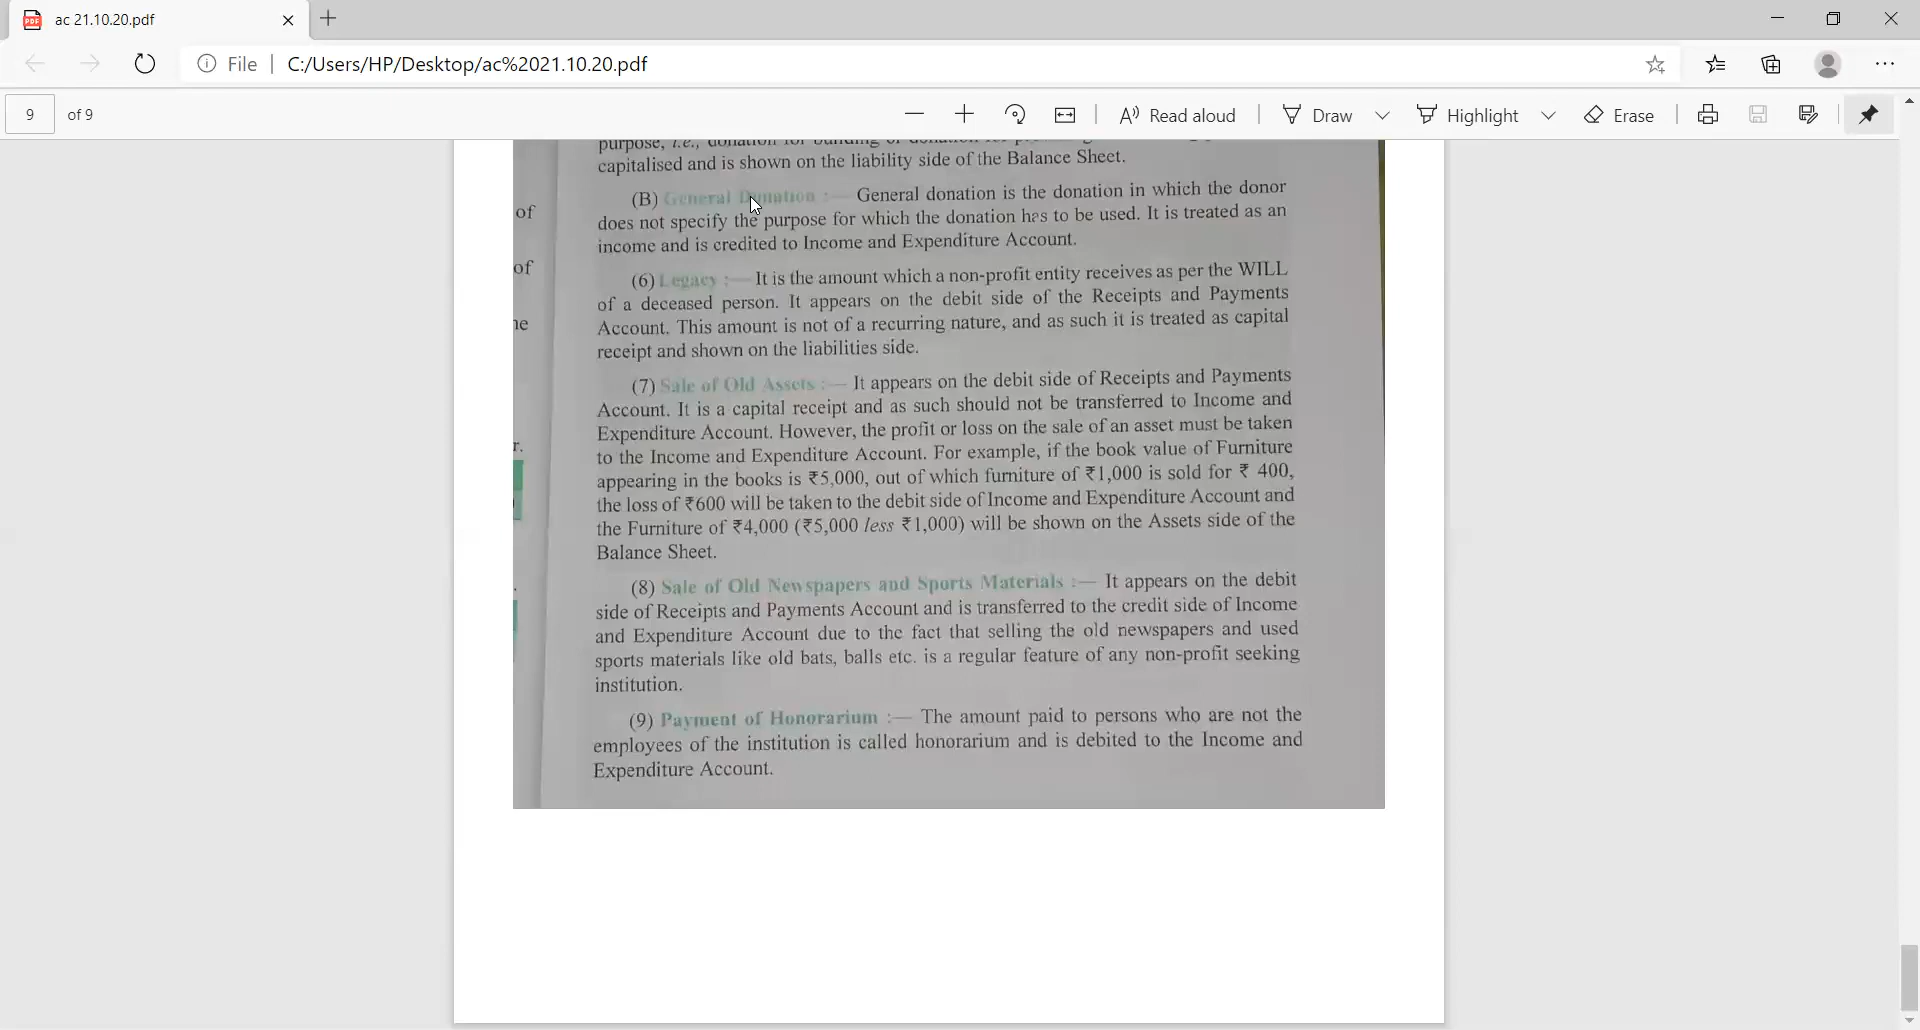 ac 21.10.20.pdf
File
C:/Users/HP/Desktop/ac%2021.10.20.pdf
9 of 9
Read aloud
Draw
Highlight
Erase
purpose, i.e., donation for building or donation for
capitalised and is shown on the liability side of the Balance Sheet.
(B) General Donation :— General donation is the donation in which the donor
does not specify the purpose for which the donation has to be used. It is treated as an
income and is credited to Income and Expenditure Account.
(6) Legacy :— It is the amount which a non-profit entity receives as per the WILL
of a deceased person. It appears on the debit side of the Receipts and Payments
Account. This amount is not of a recurring nature, and as such it is treated as capital
receipt and shown on the liabilities side.
(7) Sale of Old Assets :— It appears on the debit side of Receipts and Payments
Account. It is a capital receipt and as such should not be transferred to Income and
Expenditure Account. However, the profit or loss on the sale of an asset must be taken
to the Income and Expenditure Account. For example, if the book value of Furniture
appearing in the books is ₹5,000, out of which furniture of ₹1,000 is sold for ₹ 400,
the loss of ₹600 will be taken to the debit side of Income and Expenditure Account and
the Furniture of ₹4,000 (₹5,000 less ₹1,000) will be shown on the Assets side of the
Balance Sheet.
(8) Sale of Old Newspapers and Sports Materials :— It appears on the debit
side of Receipts and Payments Account and is transferred to the credit side of Income
and Expenditure Account due to the fact that selling the old newspapers and used
sports materials like old bats, balls etc. is a regular feature of any non-profit seeking
institution.
(9) Payment of Honorarium :— The amount paid to persons who are not the
employees of the institution is called honorarium and is debited to the Income and
Expenditure Account.
of
of